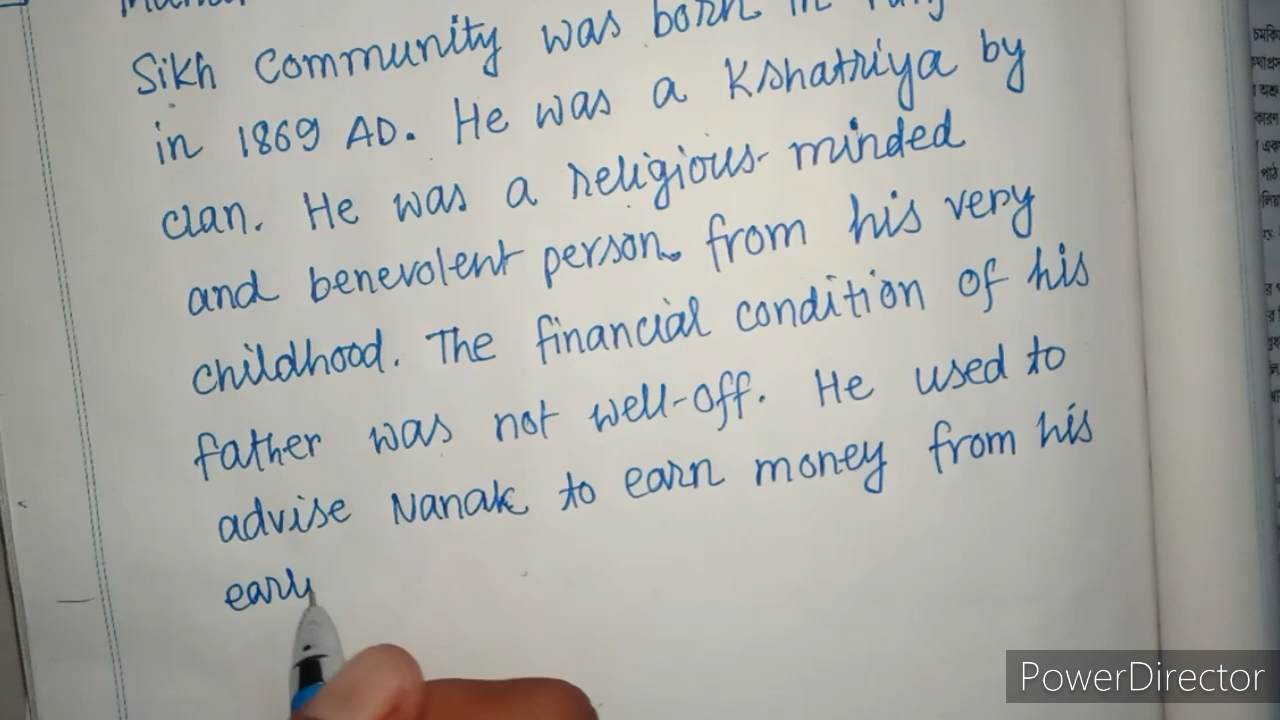 Sikh Community was born in
in 1869 AD. He was a Kshatriya by
clan. He was a religious-minded
and benevolent person from his very
childhood. The financial condition of his
father was not well-off. He used to
advise Nanak to earn money from his
PowerDirector